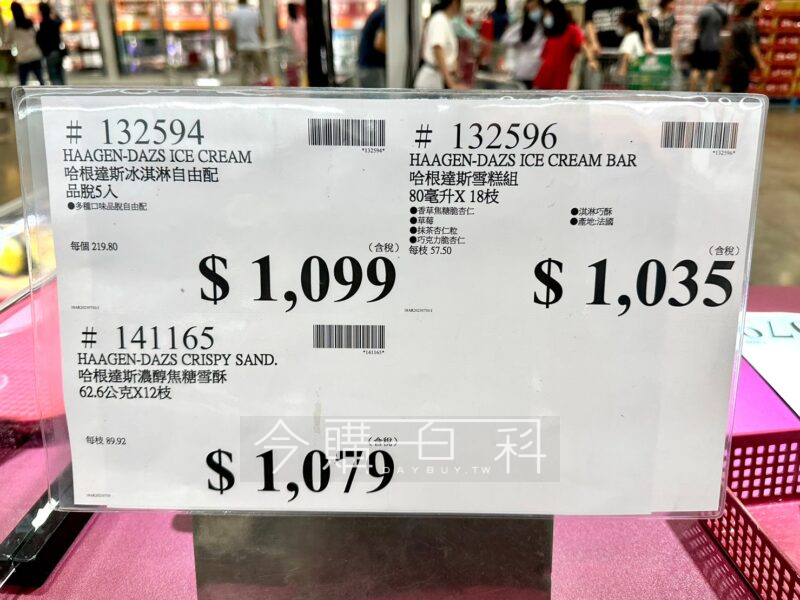 # 132594
*132594*
HAAGEN-DAZS ICE CREAM
哈根達斯冰淇淋自由配
品脫5入
●多種口味品脫自由配
每個 219.80
(含稅)
$ 1,099
# 132596
*132596*
HAAGEN-DAZS ICE CREAM BAR
哈根達斯雪糕組
80毫升X 18枝
●香草焦糖脆杏仁
●草莓
●抹茶杏仁粒
●巧克力脆杏仁
●淇淋巧酥
●產地:法國
每枝 57.50
(含稅)
$ 1,035
# 141165
*141165*
HAAGEN-DAZS CRISPY SAND.
哈根達斯濃醇焦糖雪酥
62.6公克X12枝
每枝 89.92
(含稅)
$ 1,079
今購百科
DAYBUY.TW